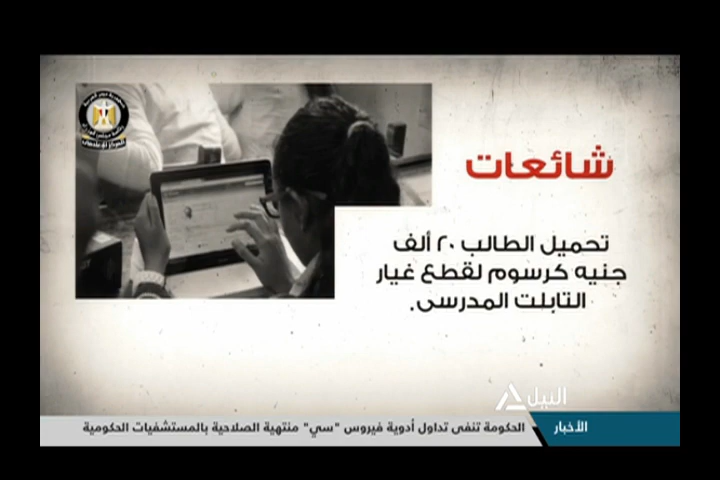 شائعات
تحميل الطالب ٢٠ ألف
جنيه كرسوم لقطع غيار
التابلت المدرسى.
النيل
الأخبار
الحكومة تنفى تداول أدوية فيروس "سي" منتهية الصلاحية بالمستشفيات الحكومية